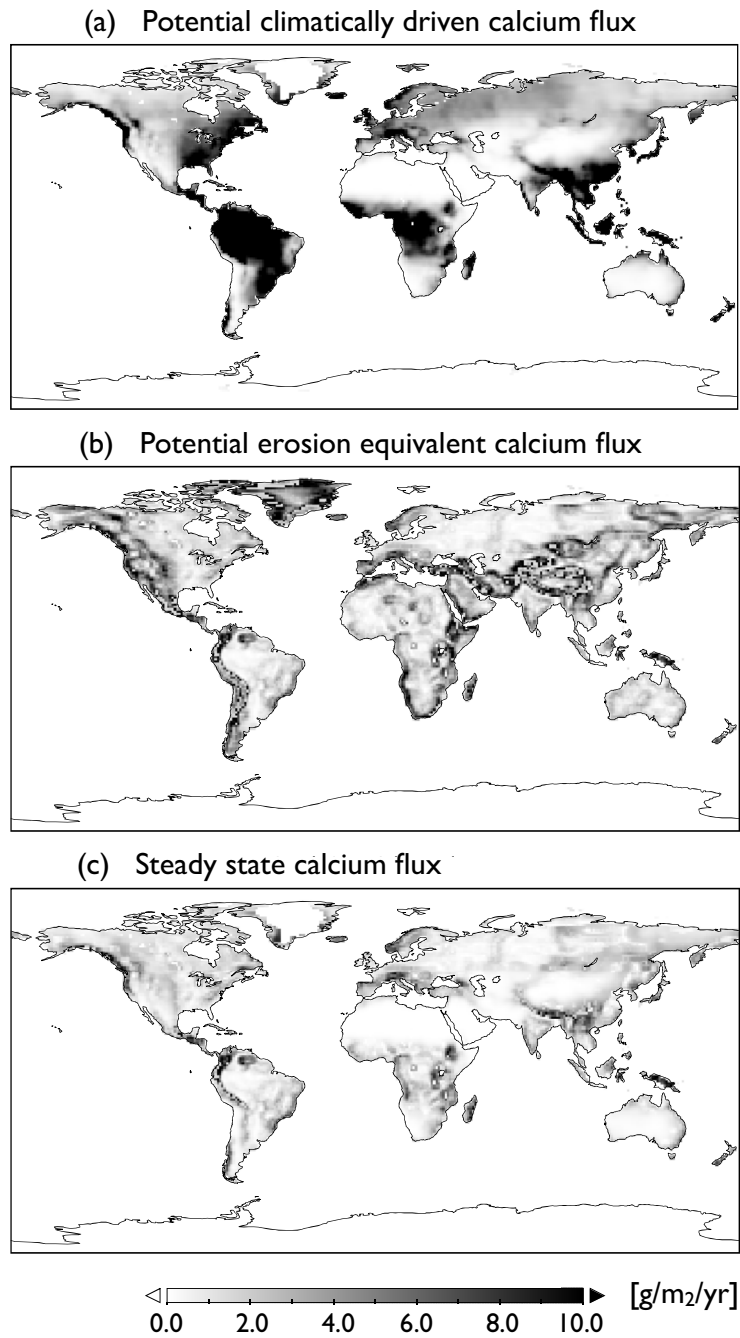 (a) Potential climatically driven calcium flux
(b) Potential erosion equivalent calcium flux
(c) Steady state calcium flux
[g/m2/yr]
0.0 2.0 4.0 6.0 8.0 10.0